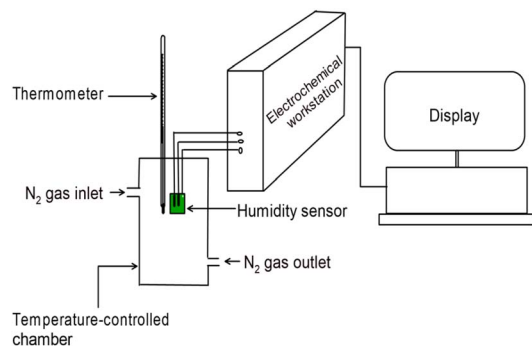 Thermometer
Electrochemical
workstation
Display
N₂ gas inlet
Humidity sensor
N₂ gas outlet
Temperature-controlled
chamber